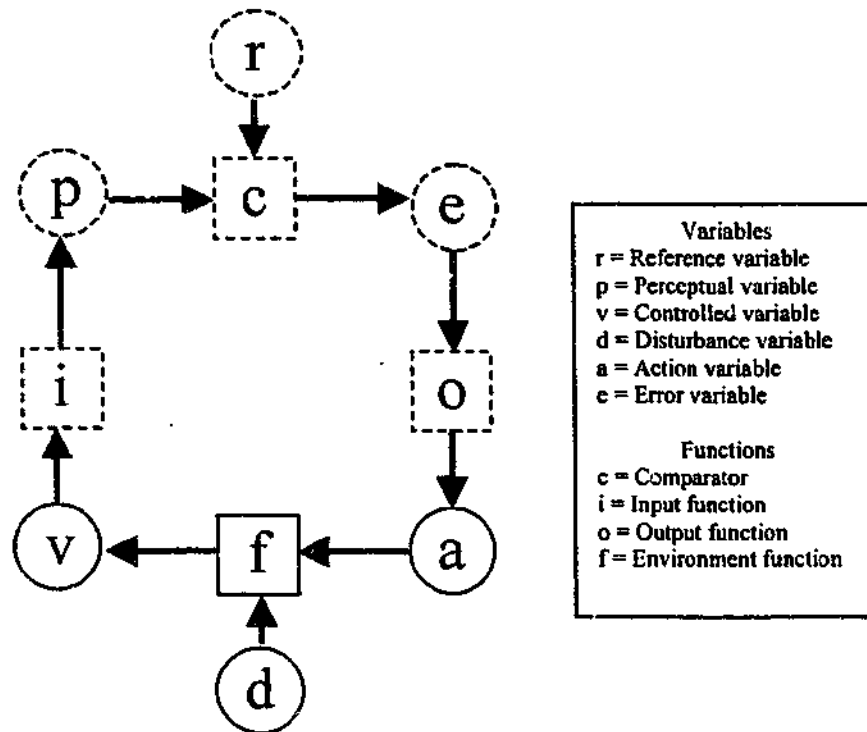 r
p
c
e
i
o
v
f
a
d
Variables
r = Reference variable
p = Perceptual variable
v = Controlled variable
d = Disturbance variable
a = Action variable
e = Error variable
Functions
c = Comparator
i = Input function
o = Output function
f = Environment function